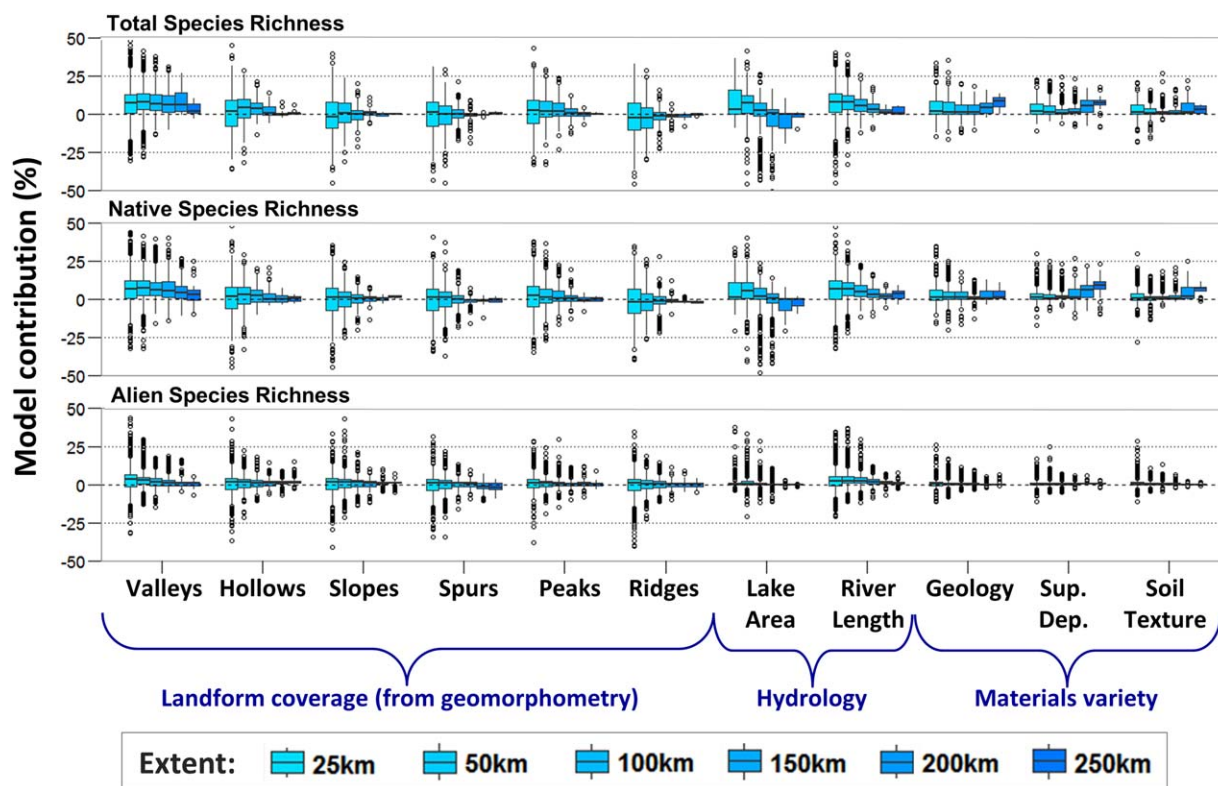 Model contribution (%)
Total Species Richness
50
25
0
-25
-50
Native Species Richness
50
25
0
-25
-50
Alien Species Richness
50
25
0
-25
-50
Valleys Hollows Slopes Spurs Peaks Ridges Lake Area River Length Geology Sup. Dep. Soil Texture
Landform coverage (from geomorphometry) Hydrology Materials variety
Extent: 25km 50km 100km 150km 200km 250km